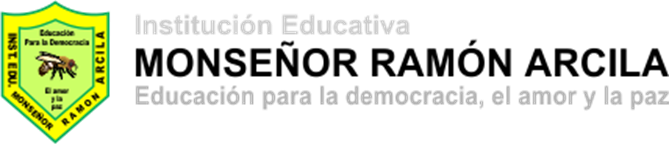 Educación
Para la Democracia
INST. EDU. MONSEÑOR RAMON ARCILA
El amor
y la
paz
Institución Educativa
MONSEÑOR RAMÓN ARCILA
Educación para la democracia, el amor y la paz